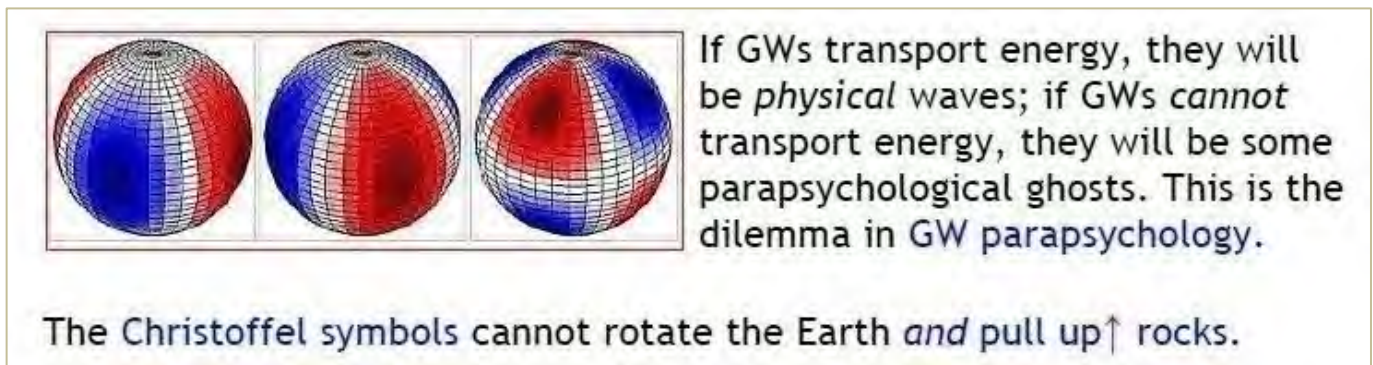 If GWs transport energy, they will
be physical waves; if GWs cannot
transport energy, they will be some
parapsychological ghosts. This is the
dilemma in GW parapsychology.
The Christoffel symbols cannot rotate the Earth and pull up↑ rocks.